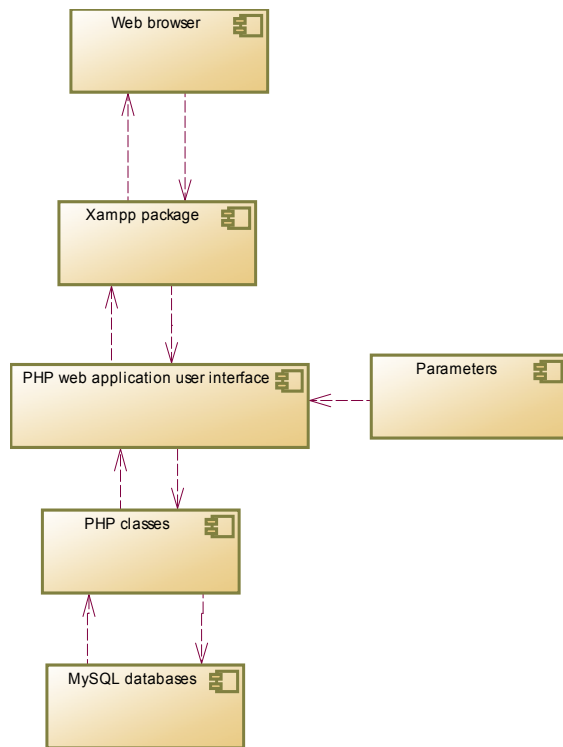 Web browser
Xampp package
PHP web application user interface
Parameters
PHP classes
MySQL databases